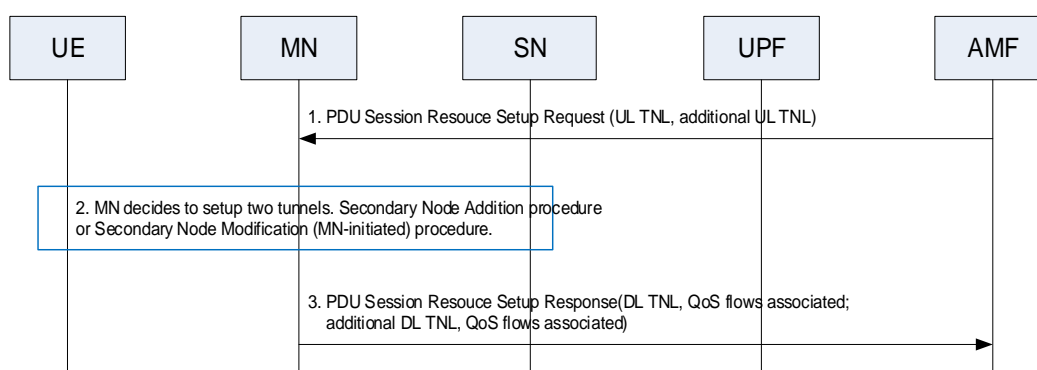 UE
MN
SN
UPF
AMF
1. PDU Session Resouce Setup Request (UL TNL, additional UL TNL)
2. MN decides to setup two tunnels. Secondary Node Addition procedure
or Secondary Node Modification (MN-initiated) procedure.
3. PDU Session Resouce Setup Response(DL TNL, QoS flows associated;
additional DL TNL, QoS flows associated)